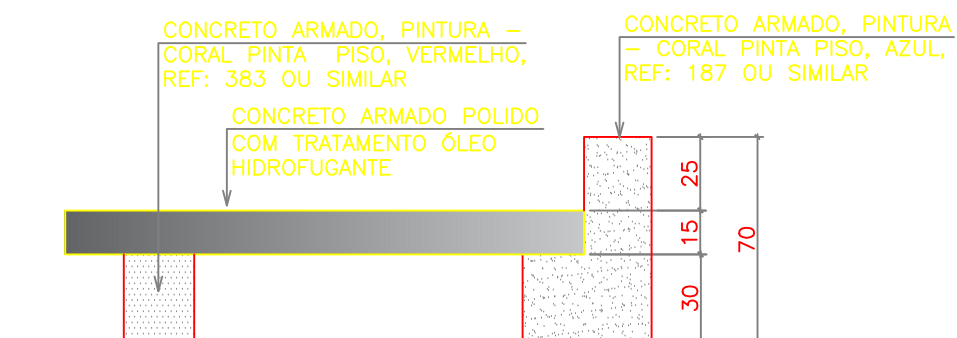 CONCRETO ARMADO, PINTURA –
CORAL PINTA PISO, VERMELHO,
REF: 383 OU SIMILAR
CONCRETO ARMADO, PINTURA
– CORAL PINTA PISO, AZUL,
REF: 187 OU SIMILAR
CONCRETO ARMADO POLIDO
COM TRATAMENTO ÓLEO
HIDROFUGANTE
25
15
70
30